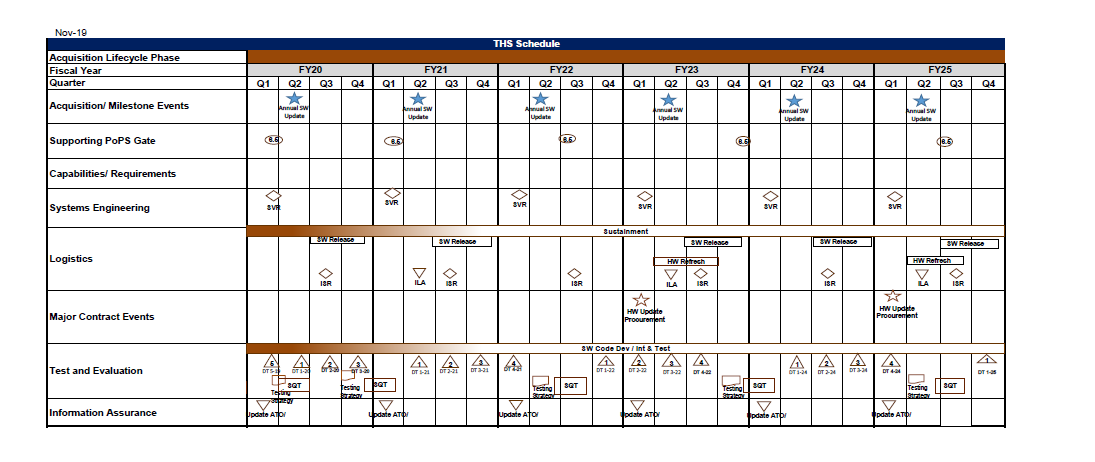 Nov-19
THS Schedule
Acquisition Lifecycle Phase
Fiscal Year FY20 FY21 FY22 FY23 FY24 FY25
Quarter Q1 Q2 Q3 Q4 Q1 Q2 Q3 Q4 Q1 Q2 Q3 Q4 Q1 Q2 Q3 Q4 Q1 Q2 Q3 Q4 Q1 Q2 Q3 Q4
Acquisition/ Milestone Events
Annual SW Annual SW Annual SW Annual SW Annual SW Annual SW
Update Update Update Update Update Update
Supporting PoPS Gate 6.5 6.5 6.5 6.5 6.5 6.5
Capabilities/ Requirements
Systems Engineering
SVR SVR SVR SVR SVR SVR
Sustainment
SW Release SW Release SW Release SW Release SW Release
Logistics
HW Refresh HW Refresh
ISR ILA ISR ISR ILA ISR ISR ILA ISR
Major Contract Events
HW Update HW Update
Procurement Procurement
SW Code Dev / Int & Test
Test and Evaluation
5 1 2 3 1 2 3 4 1 2 3 4 1 2 3 4 1
DT 5-19 DT 1-20 DT 2-20 DT 3-20 DT 1-21 DT 2-21 DT 3-21 DT 4-21 DT 1-22 DT 2-22 DT 3-22 DT 4-22 DT 1-24 DT 2-24 DT 3-24 DT 4-24 DT 1-25
SQT SQT SQT SQT SQT
Testing Testing Testing Testing Testing
Strategy Strategy Strategy Strategy Strategy
Information Assurance
Update ATO/ Update ATO/ Update ATO/ Update ATO/ Update ATO/ Update ATO/